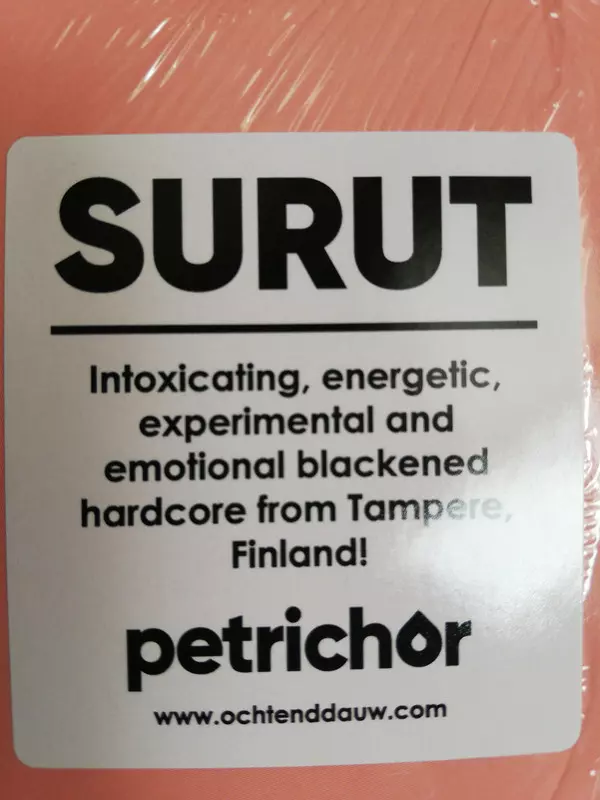 SURUT
Intoxicating, energetic,
experimental and
emotional blackened
hardcore from Tampere,
Finland!
petrichor
www.ochtenddauw.com